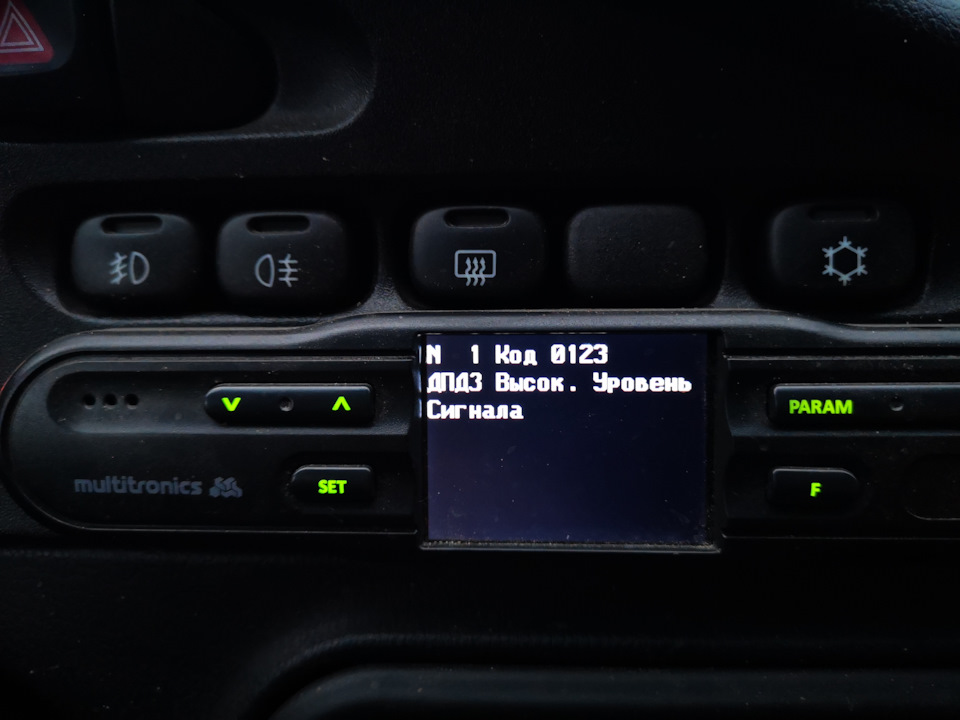 N 1 Код 0123
ДПДЗ Высок. Уровень
Сигнала
PARAM
multitronics
SET
F